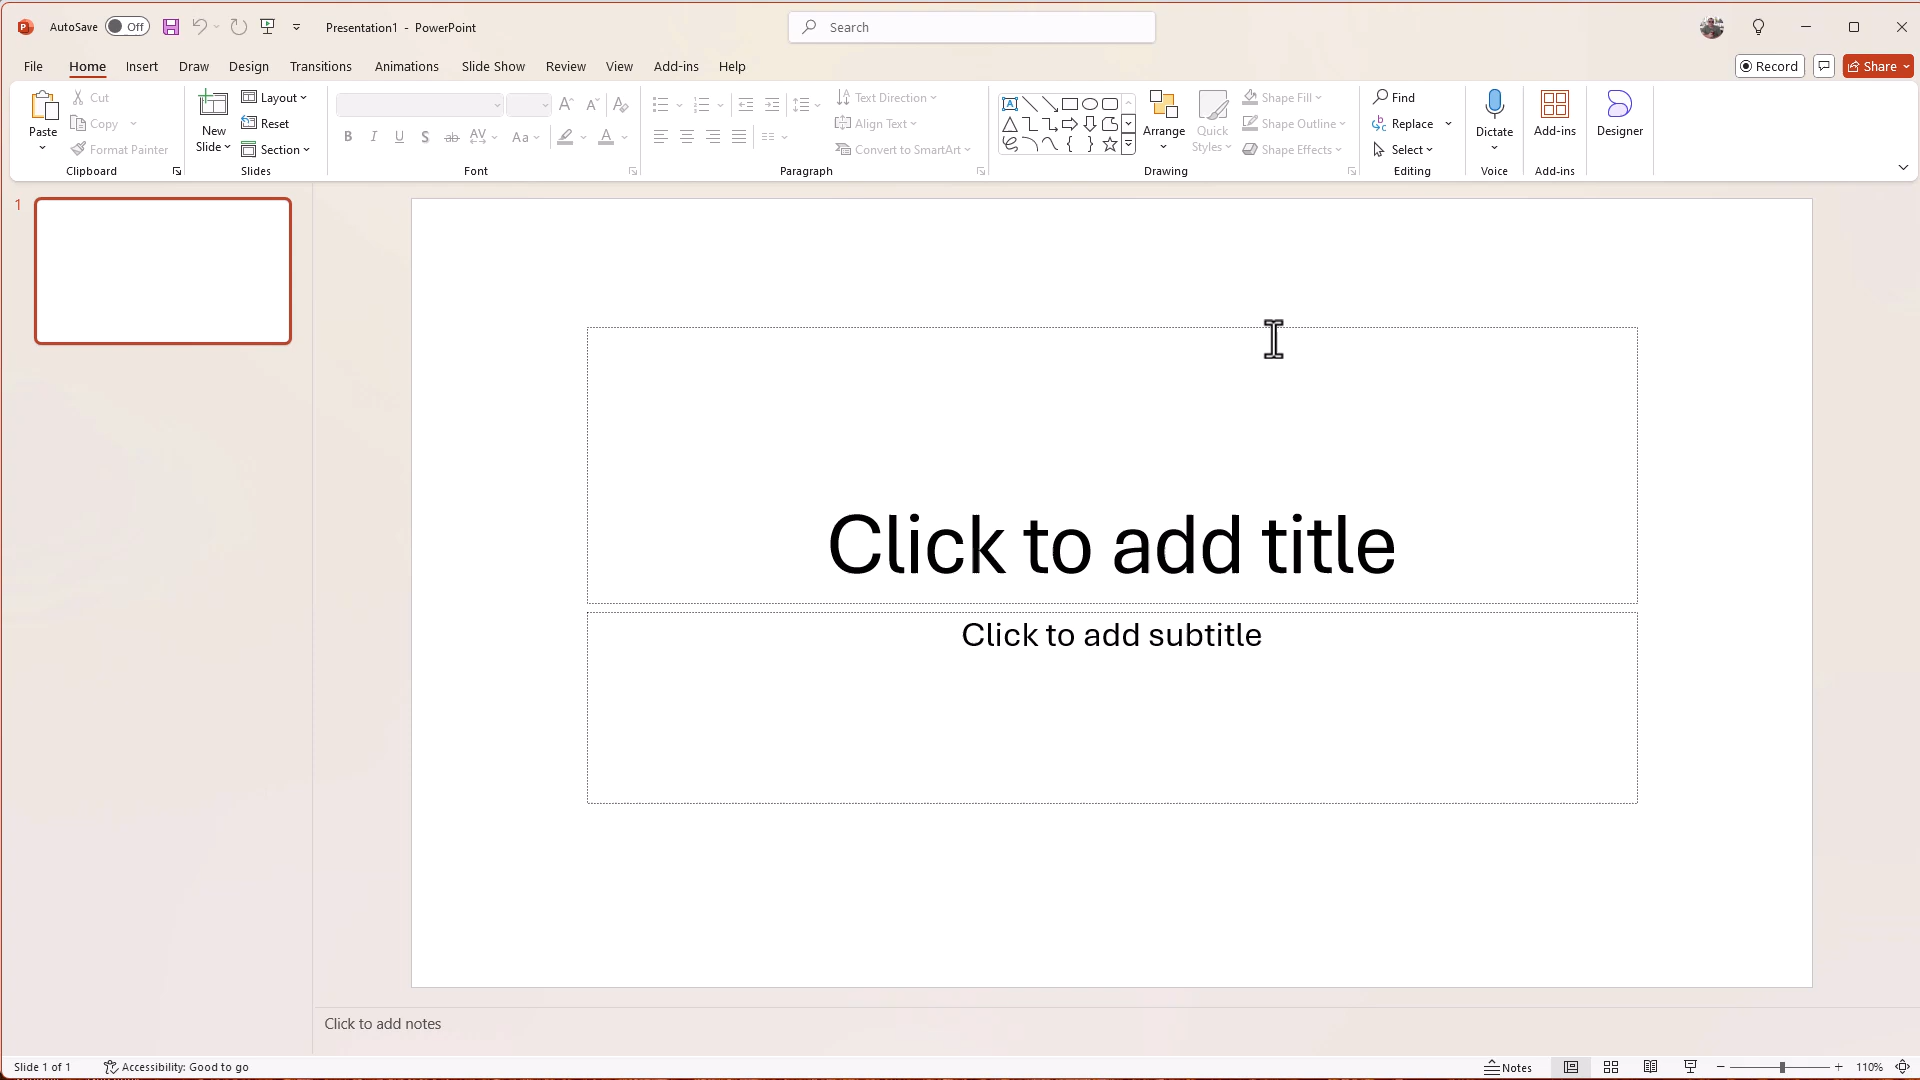 AutoSave Off Presentation1 - PowerPoint Search
File Home Insert Draw Design Transitions Animations Slide Show Review View Add-ins Help Record Share
Paste
Cut
Copy
Format Painter
Clipboard
New
Slide
Layout
Reset
Section
Slides
B I U S ab AV Aa A
Font
Text Direction
Align Text
Convert to SmartArt
Paragraph
Arrange
Quick
Styles
Shape Fill
Shape Outline
Shape Effects
Drawing
Find
Replace
Select
Editing
Dictate
Voice
Add-ins
Add-ins
Designer
1
Click to add title
Click to add subtitle
Click to add notes
Slide 1 of 1 Accessibility: Good to go Notes 110%